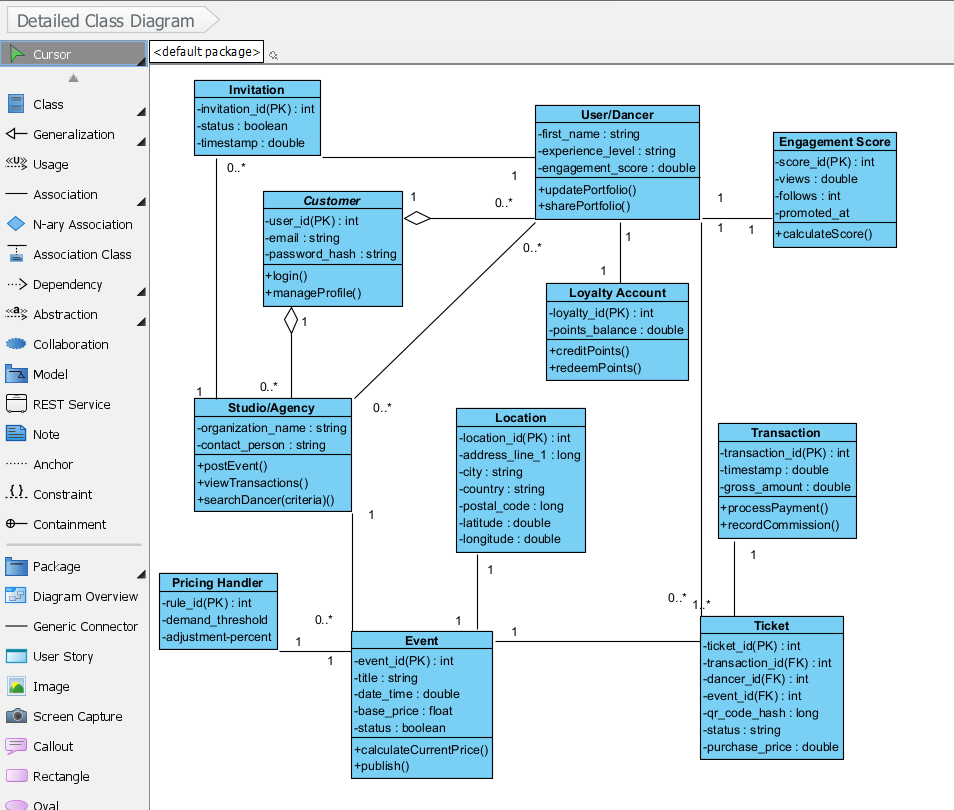 Detailed Class Diagram
Cursor
Class
Generalization
Usage
Association
N-ary Association
Association Class
Dependency
Abstraction
Collaboration
Model
REST Service
Note
Anchor
Constraint
Containment
Package
Diagram Overview
Generic Connector
User Story
Image
Screen Capture
Callout
Rectangle
Oval
<default package>
Invitation
-invitation_id(PK) : int
-status : boolean
-timestamp : double
0..*
1
1
User/Dancer
-first_name : string
-experience_level : string
-engagement_score : double
+updatePortfolio()
+sharePortfolio()
Engagement Score
-score_id(PK) : int
-views : double
-follows : int
-promoted_at
+calculateScore()
1
1
1
Customer
-user_id(PK) : int
-email : string
-password_hash : string
+login()
+manageProfile()
1
0..*
1
0..*
0..*
0..*
1
1
Loyalty Account
-loyalty_id(PK) : int
-points_balance : double
+creditPoints()
+redeemPoints()
Studio/Agency
-organization_name : string
-contact_person : string
+postEvent()
+viewTransactions()
+searchDancer(criteria)()
1
0..*
Location
-location_id(PK) : int
-address_line_1 : long
-city : string
-country : string
-postal_code : long
-latitude : double
-longitude : double
1
1
Transaction
-transaction_id(PK) : int
-timestamp : double
-gross_amount : double
+processPayment()
+recordCommission()
1
0..*
1..*
Pricing Handler
-rule_id(PK) : int
-demand_threshold
-adjustment-percent
1
1
Event
-event_id(PK) : int
-title : string
-date_time : double
-base_price : float
-status : boolean
+calculateCurrentPrice()
+publish()
1
Ticket
-ticket_id(PK) : int
-transaction_id(FK) : int
-dancer_id(FK) : int
-event_id(FK) : int
-qr_code_hash : long
-status : string
-purchase_price : double